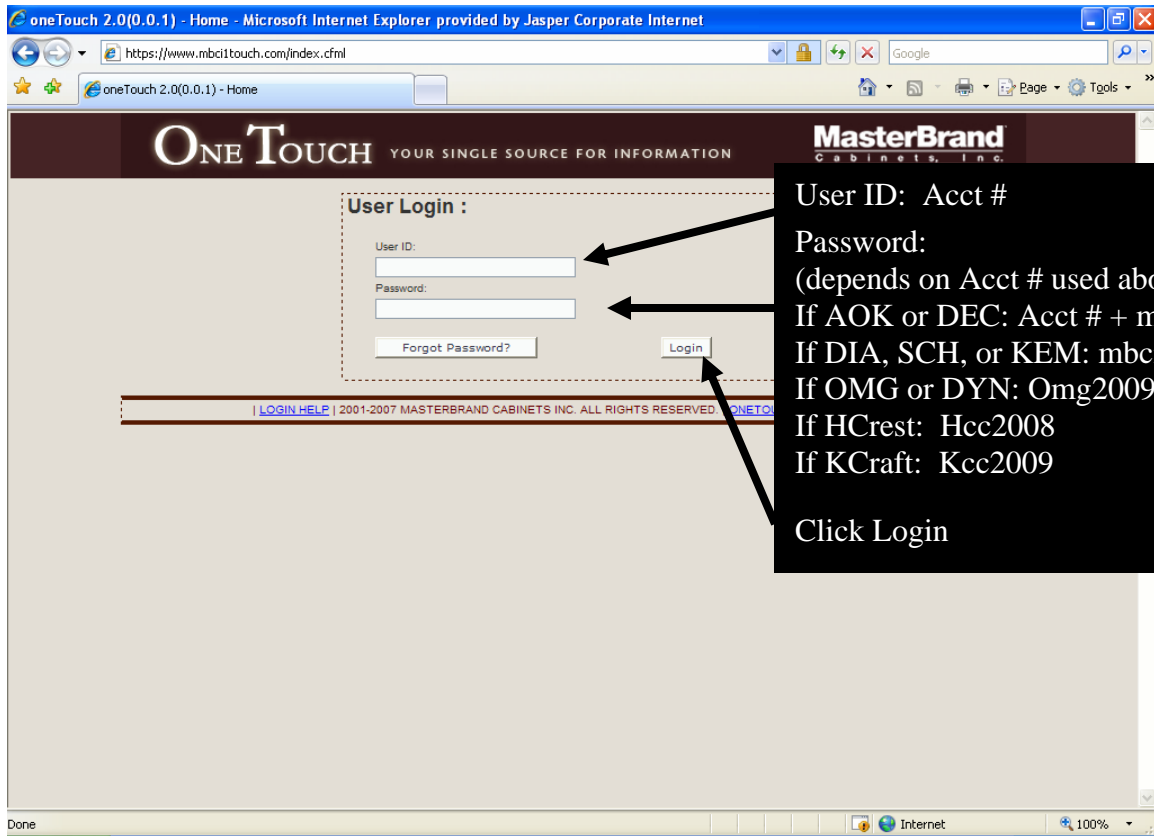 oneTouch 2.0(0.0.1) - Home - Microsoft Internet Explorer provided by Jasper Corporate Internet
https://www.mbci1touch.com/index.cfml
Google
oneTouch 2.0(0.0.1) - Home
Page
Tools
»
ONE TOUCH YOUR SINGLE SOURCE FOR INFORMATION
MasterBrand
Cabinets, Inc.
User Login :
User ID:
Password:
Forgot Password?
Login
| LOGIN HELP | 2001-2007 MASTERBRAND CABINETS INC. ALL RIGHTS RESERVED.
User ID: Acct #
Password:
(depends on Acct # used
If AOK or DEC: Acct # +
If DIA, SCH, or KEM:
If OMG or DYN: Omg2009
If HCrest: Hcc2008
If KCraft: Kcc2009
Click Login
Done
Internet
100%